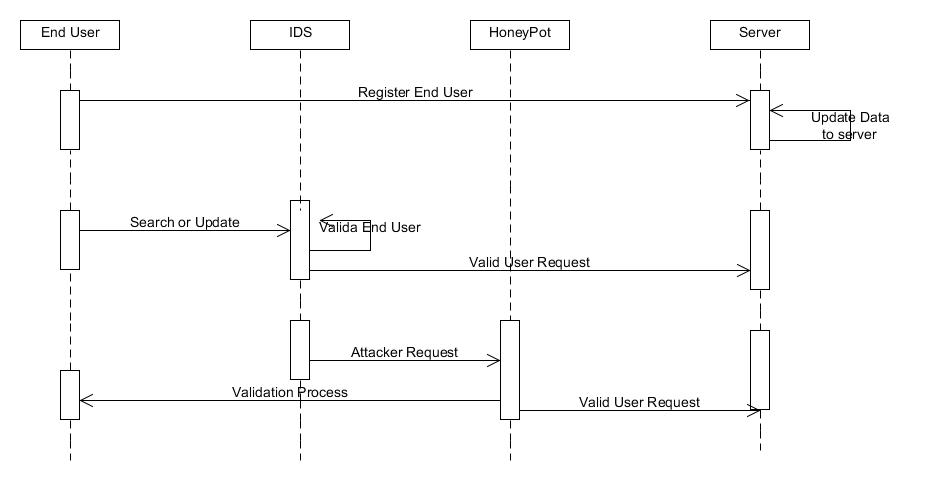 End User
IDS
HoneyPot
Server
Register End User
Update Data
to server
Search or Update
Valida End User
Valid User Request
Attacker Request
Validation Process
Valid User Request